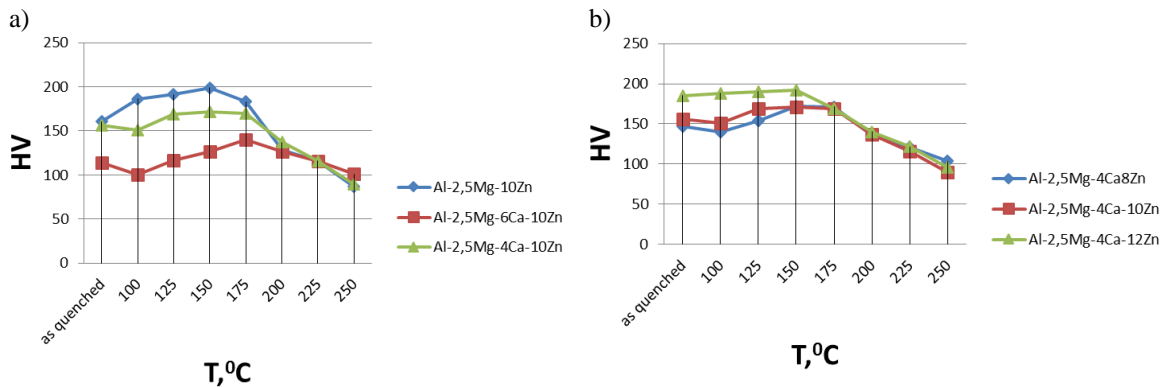 a)
250
200
150
100
50
0
HV
as quenched
100
125
150
175
200
225
250
T,⁰C
Al-2,5Mg-10Zn
Al-2,5Mg-6Ca-10Zn
Al-2,5Mg-4Ca-10Zn
b)
250
200
150
100
50
0
HV
as quenched
100
125
150
175
200
225
250
T,⁰C
Al-2,5Mg-4Ca8Zn
Al-2,5Mg-4Ca-10Zn
Al-2,5Mg-4Ca-12Zn